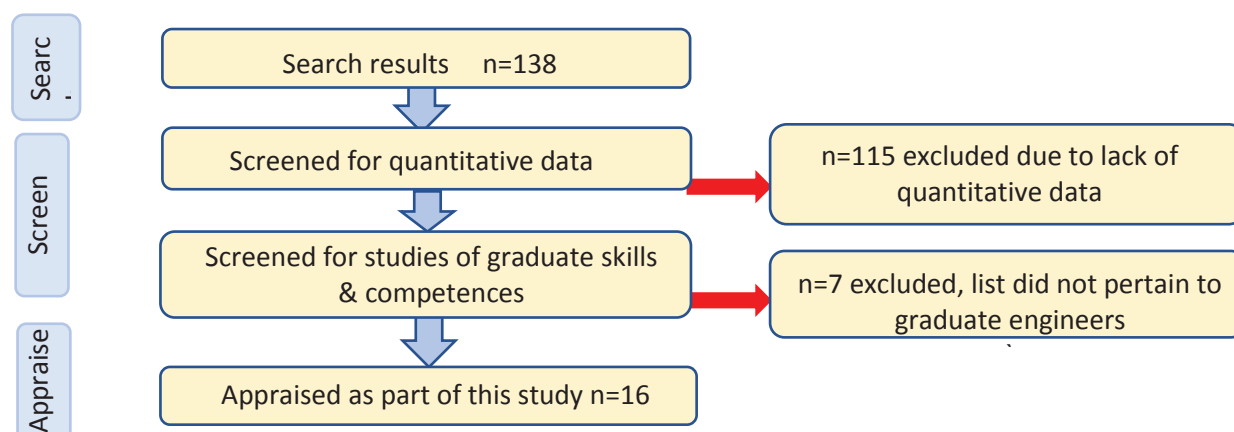 Searc
Search results n=138
Screen
Screened for quantitative data
n=115 excluded due to lack of
quantitative data
Screened for studies of graduate skills
& competences
n=7 excluded, list did not pertain to
graduate engineers
Appraise
Appraised as part of this study n=16